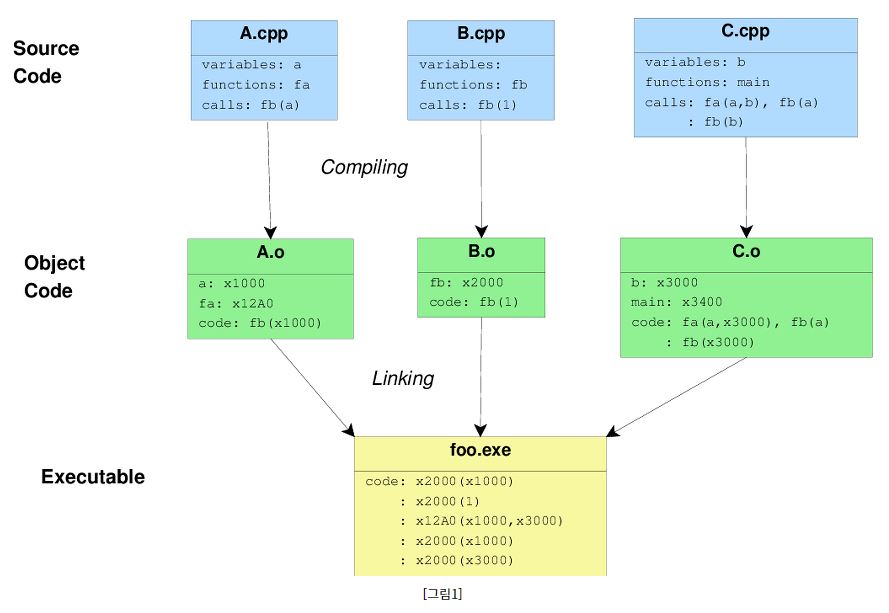 Source
Code
A.cpp
variables: a
functions: fa
calls: fb(a)
B.cpp
variables:
functions: fb
calls: fb(1)
C.cpp
variables: b
functions: main
calls: fa(a,b), fb(a)
: fb(b)
Compiling
Object
Code
A.o
a: x1000
fa: x12A0
code: fb(x1000)
B.o
fb: x2000
code: fb(1)
C.o
b: x3000
main: x3400
code: fa(a,x3000), fb(a)
: fb(x3000)
Linking
Executable
foo.exe
code: x2000(x1000)
: x2000(1)
: x12A0(x1000,x3000)
: x2000(x1000)
: x2000(x3000)
[그림1]